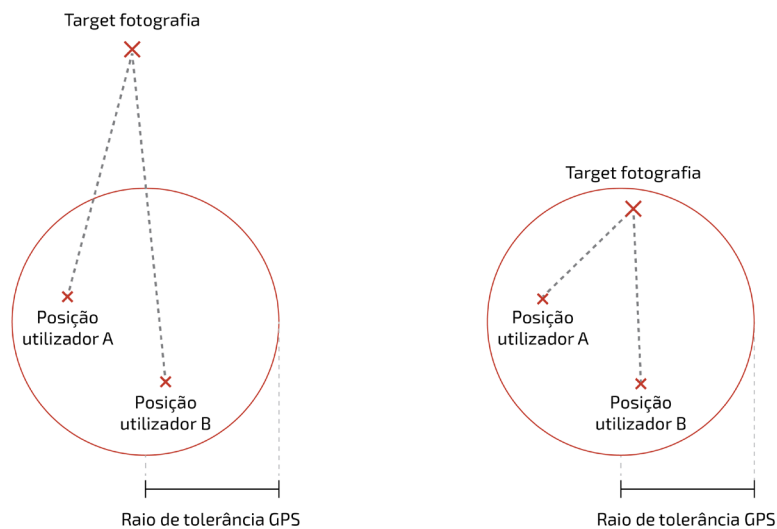 Target fotografia
Posição
utilizador A
Posição
utilizador B
Raio de tolerância GPS
Target fotografia
Posição
utilizador A
Posição
utilizador B
Raio de tolerância GPS